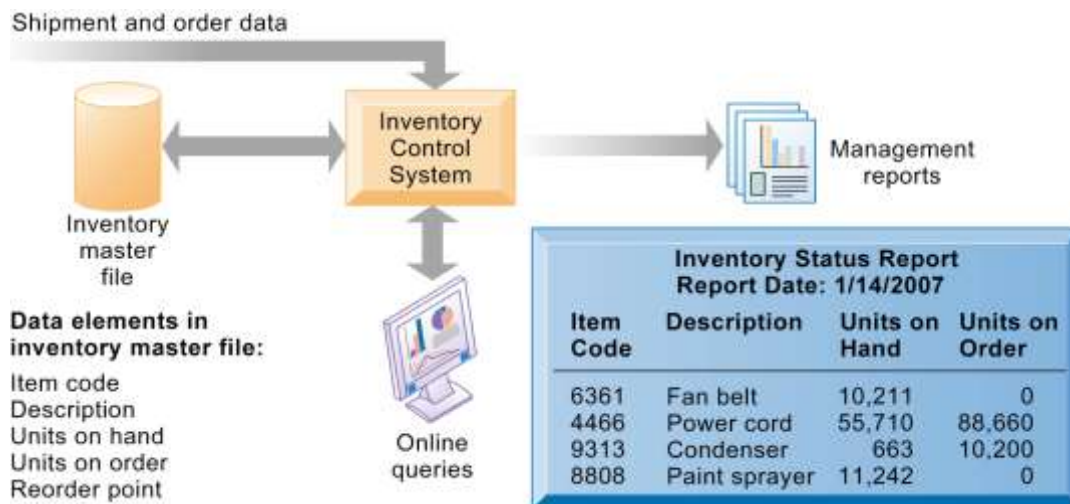 Shipment and order data
Inventory
Control
System
Management
reports
Inventory
master
file
Online
queries
Data elements in
inventory master file:
Item code
Description
Units on hand
Units on order
Reorder point
Inventory Status Report
Report Date: 1/14/2007
Item Code Description Units on Hand Units on Order
6361 Fan belt 10,211 0
4466 Power cord 55,710 88,660
9313 Condenser 663 10,200
8808 Paint sprayer 11,242 0